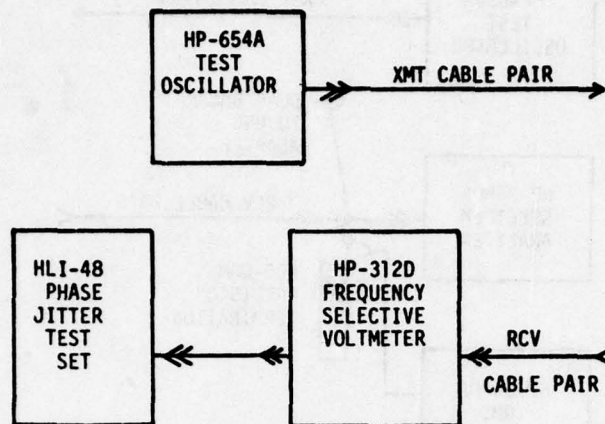 HP-654A
TEST
OSCILLATOR
XMT CABLE PAIR
HLI-48
PHASE
JITTER
TEST
SET
HP-312D
FREQUENCY
SELECTIVE
VOLTMETER
RCV
CABLE PAIR